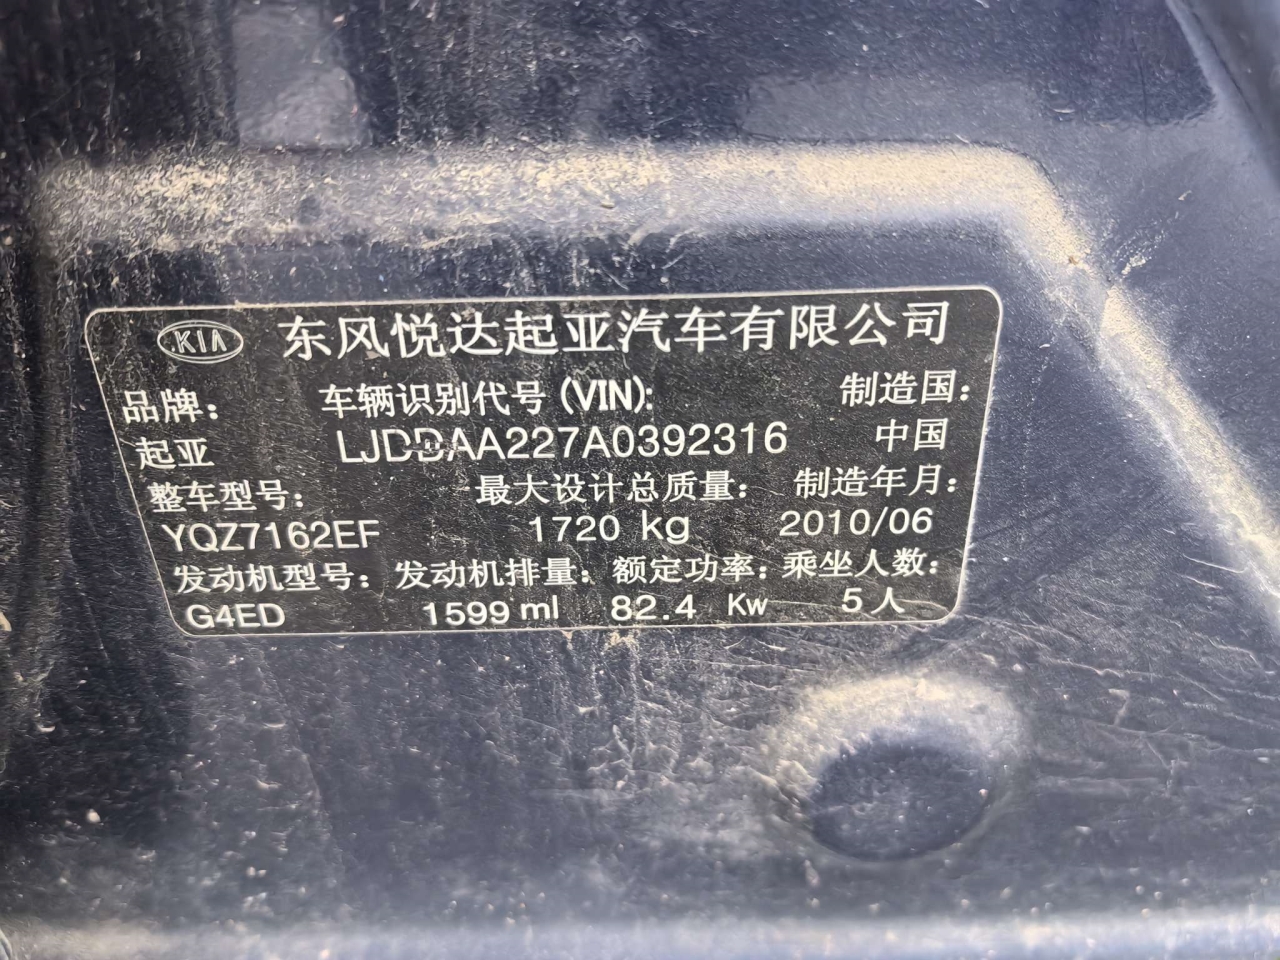 KIA 东风悦达起亚汽车有限公司
品牌： 车辆识别代号(VIN): 制造国：
起亚 LJDDAA227A0392316 中国
整车型号： 最大设计总质量： 制造年月：
YQZ7162EF 1720 kg 2010/06
发动机型号： 发动机排量： 额定功率： 乘坐人数：
G4ED 1599 ml 82.4 Kw 5人